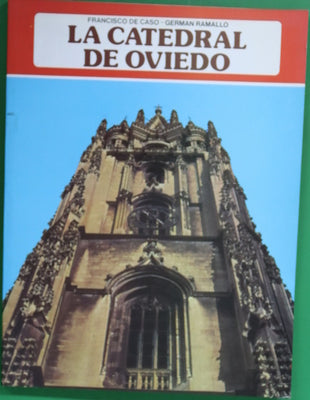 FRANCISCO DE CASO - GERMAN RAMALLO
LA CATEDRAL
DE OVIEDO